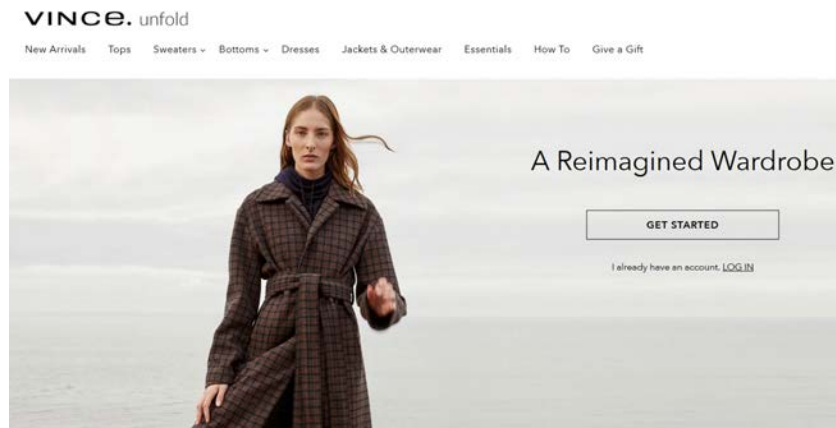 VINCE. unfold
New Arrivals Tops Sweaters Bottoms Dresses Jackets & Outerwear Essentials How To Give a Gift
A Reimagined Wardrobe
GET STARTED
I already have an account. LOG IN